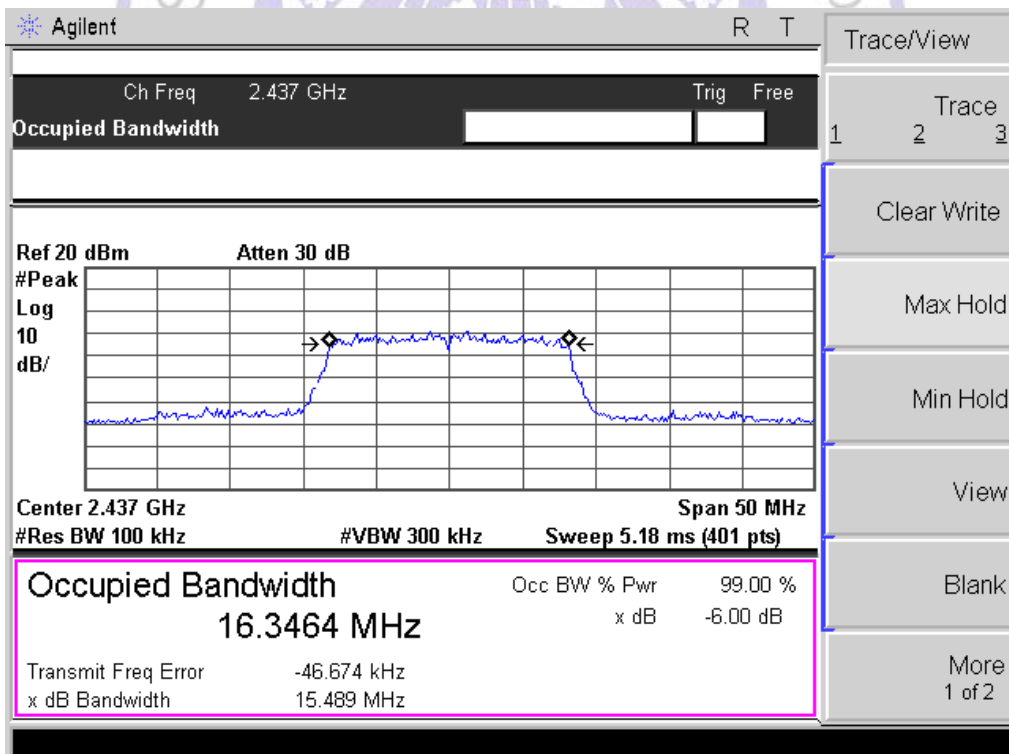 Agilent R T
Trace/View
Ch Freq 2.437 GHz Trig Free
Occupied Bandwidth
Trace
1 2 3
Clear Write
Ref 20 dBm Atten 30 dB
#Peak
Log
10
dB/
Max Hold
Min Hold
Center 2.437 GHz Span 50 MHz
#Res BW 100 kHz #VBW 300 kHz Sweep 5.18 ms (401 pts)
View
Occupied Bandwidth Occ BW % Pwr 99.00 %
16.3464 MHz x dB -6.00 dB
Blank
Transmit Freq Error -46.674 kHz
x dB Bandwidth 15.489 MHz
More
1 of 2